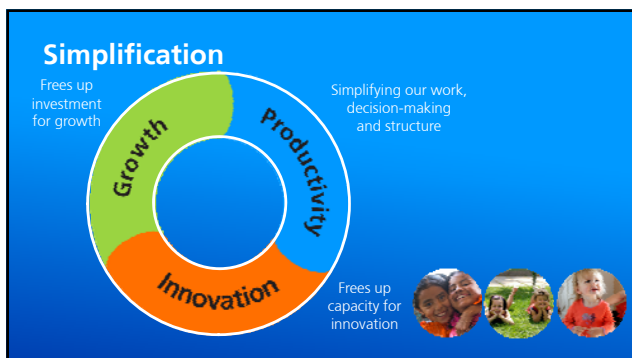 Simplification
Frees up
investment
for growth
Simplifying our work,
decision-making
and structure
Growth
Productivity
Innovation
Frees up
capacity for
innovation